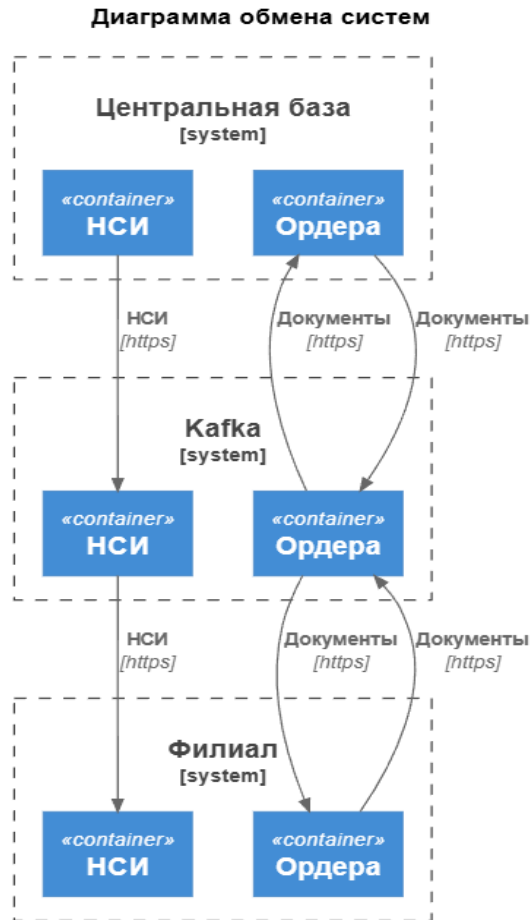 Диаграмма обмена систем
Центральная база
[system]
«container»
НСИ
«container»
Ордера
НСИ
[https]
Документы
[https]
Документы
[https]
Kafka
[system]
«container»
НСИ
«container»
Ордера
НСИ
[https]
Документы
[https]
Документы
[https]
Филиал
[system]
«container»
НСИ
«container»
Ордера